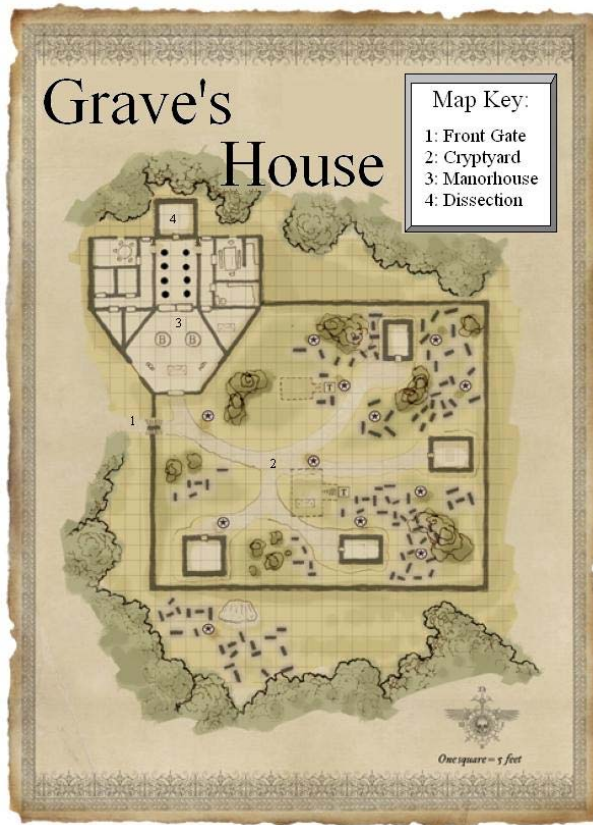 Grave's
House
Map Key:
1: Front Gate
2: Cryptyard
3: Manorhouse
4: Dissection
4
3
B B
1
T
2
T
One square = 5 feet